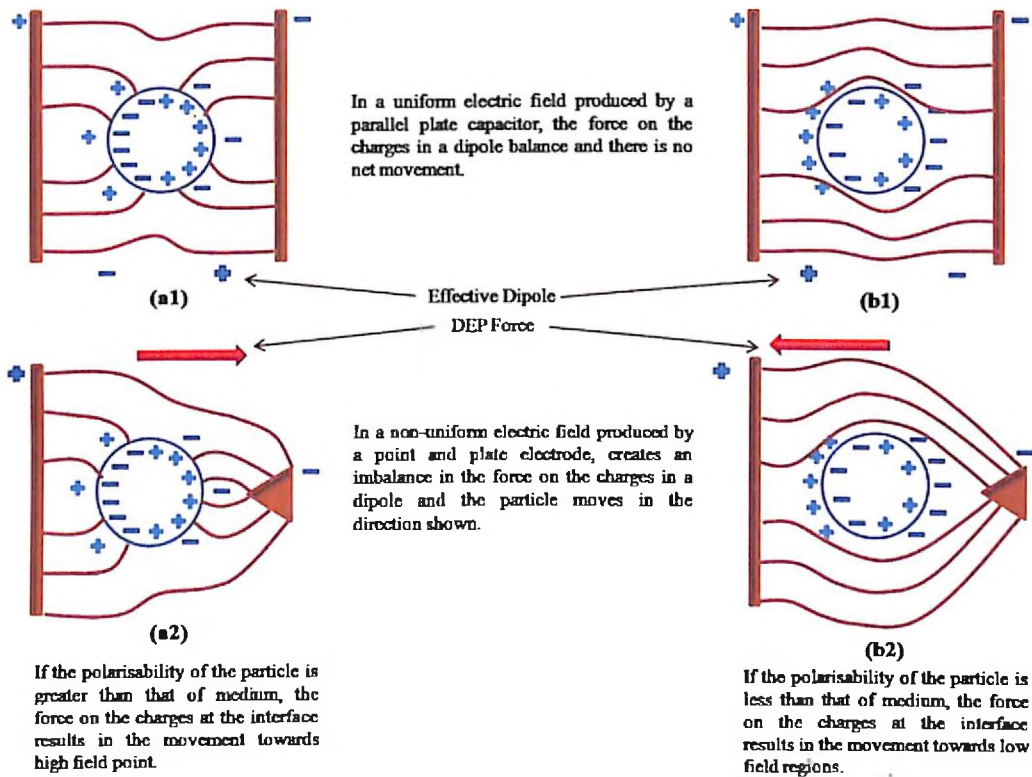 In a uniform electric field produced by a
parallel plate capacitor, the force on the
charges in a dipole balance and there is no
net movement.
(a1)
(b1)
Effective Dipole
DEP Force
In a non-uniform electric field produced by
a point and plate electrode, creates an
imbalance in the force on the charges in a
dipole and the particle moves in the
direction shown.
(a2)
(b2)
If the polarisability of the particle is
greater than that of medium, the
force on the charges at the interface
results in the movement towards
high field point.
If the polarisability of the particle is
less than that of medium, the force
on the charges at the interface
results in the movement towards low
field regions.